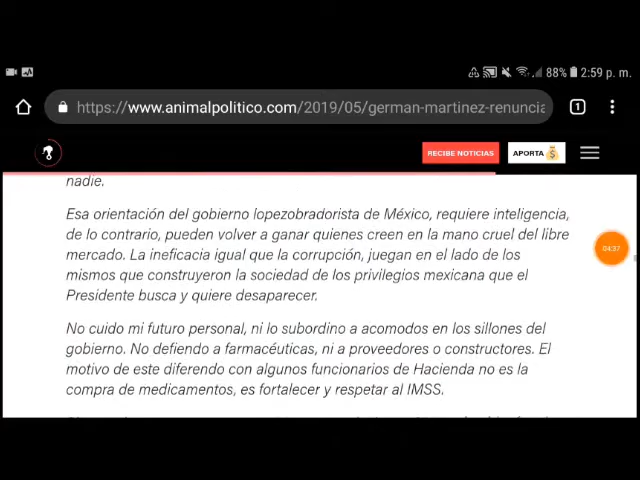 88% 2:59 p. m.
https://www.animalpolitico.com/2019/05/german-martinez-renuncia
1
RECIBE NOTICIAS APORTA
nadie.
Esa orientación del gobierno lopezobradorista de México, requiere inteligencia,
de lo contrario, pueden volver a ganar quienes creen en la mano cruel del libre
mercado. La ineficacia igual que la corrupción, juegan en el lado de los
mismos que construyeron la sociedad de los privilegios mexicana que el
Presidente busca y quiere desaparecer.
04:37
No cuido mi futuro personal, ni lo subordino a acomodos en los sillones del
gobierno. No defiendo a farmacéuticas, ni a proveedores o constructores. El
motivo de este diferendo con algunos funcionarios de Hacienda no es la
compra de medicamentos, es fortalecer y respetar al IMSS.